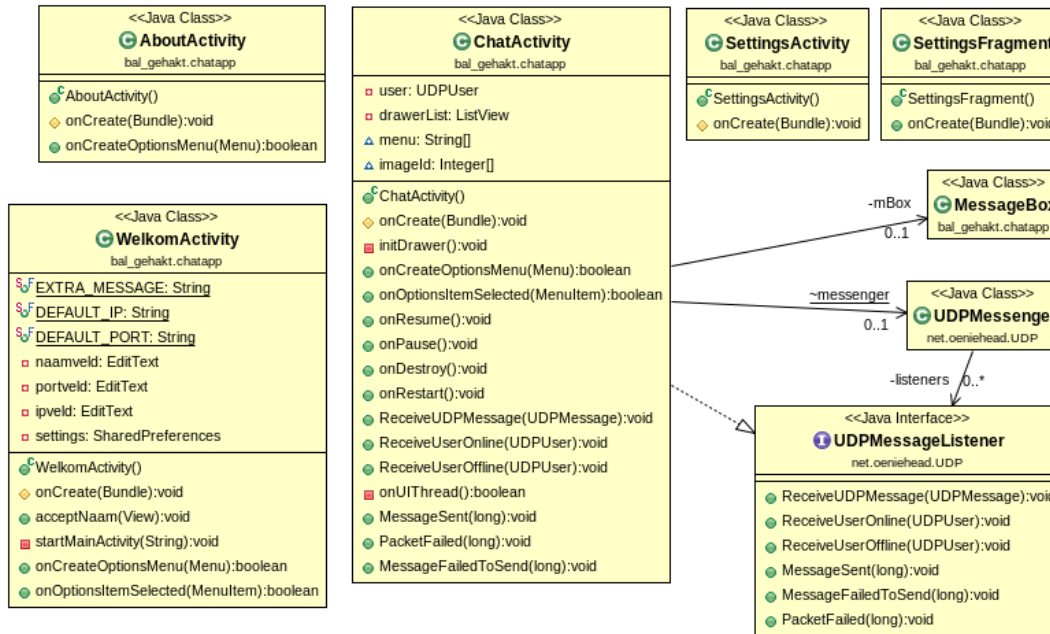 <<Java Class>>
AboutActivity
bal_gehakt.chatapp
AboutActivity()
onCreate(Bundle):void
onCreateOptionsMenu(Menu):boolean
<<Java Class>>
WelkomActivity
bal_gehakt.chatapp
EXTRA_MESSAGE: String
DEFAULT_IP: String
DEFAULT_PORT: String
naamveld: EditText
portveld: EditText
ipveld: EditText
settings: SharedPreferences
WelkomActivity()
onCreate(Bundle):void
acceptNaam(View):void
startMainActivity(String):void
onCreateOptionsMenu(Menu):boolean
onOptionsItemSelected(MenuItem):boolean
<<Java Class>>
ChatActivity
bal_gehakt.chatapp
user: UDPUser
drawerList: ListView
menu: String[]
imageId: Integer[]
ChatActivity()
onCreate(Bundle):void
initDrawer():void
onCreateOptionsMenu(Menu):boolean
onOptionsItemSelected(MenuItem):boolean
onResume():void
onPause():void
onDestroy():void
onRestart():void
ReceiveUDPMessage(UDPMessage):void
ReceiveUserOnline(UDPUser):void
ReceiveUserOffline(UDPUser):void
onUIThread():boolean
MessageSent(long):void
PacketFailed(long):void
MessageFailedToSend(long):void
<<Java Class>>
SettingsActivity
bal_gehakt.chatapp
SettingsActivity()
onCreate(Bundle):void
<<Java Class>>
SettingsFragment
bal_gehakt.chatapp
SettingsFragment()
onCreate(Bundle):void
-mBox
0..1
<<Java Class>>
MessageBox
bal_gehakt.chatapp
~messenger
0..1
<<Java Class>>
UDPMessenge
net.oeniehead.UDP
-listeners
0..*
<<Java Interface>>
UDPMessageListener
net.oeniehead.UDP
ReceiveUDPMessage(UDPMessage):void
ReceiveUserOnline(UDPUser):void
ReceiveUserOffline(UDPUser):void
MessageSent(long):void
MessageFailedToSend(long):void
PacketFailed(long):void